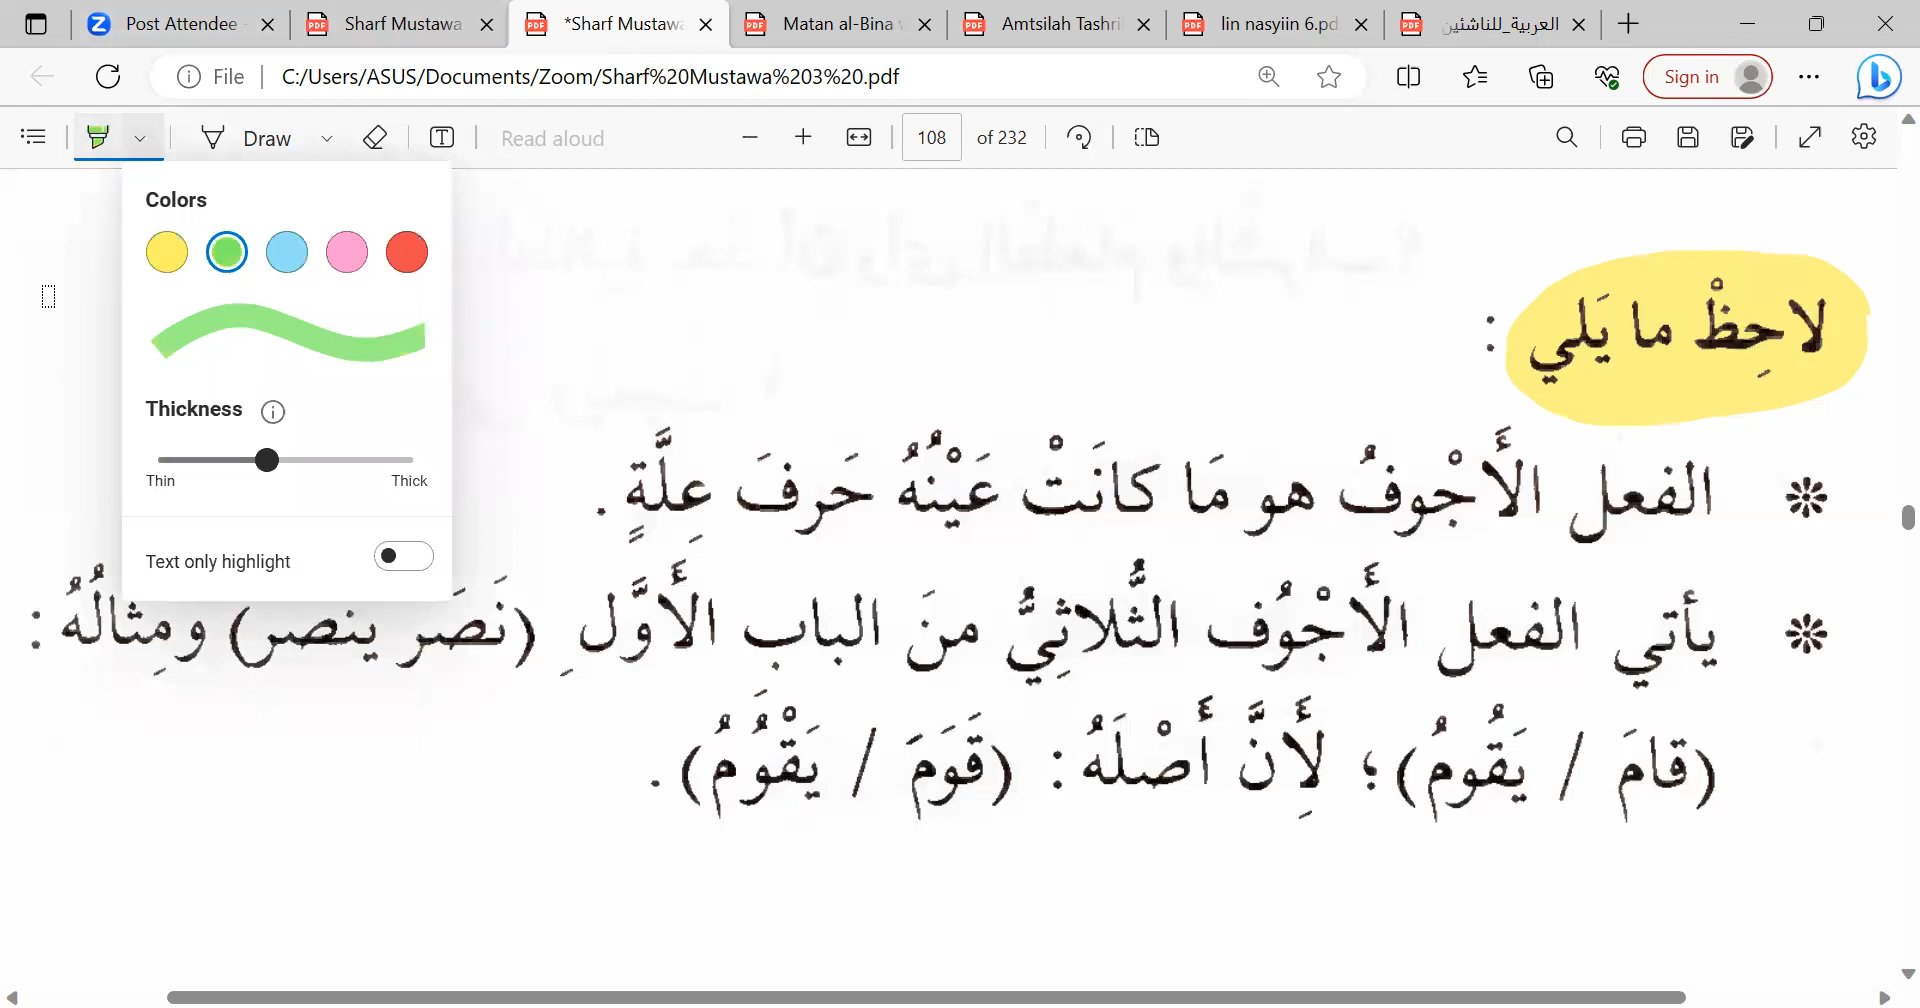 Post Attendee -
Sharf Mustawa
*Sharf Mustawa
Matan al-Bina
Amtsilah Tashri
lin nasyiin 6.pd
العربية_للناشئين
File
C:/Users/ASUS/Documents/Zoom/Sharf%20Mustawa%203%20.pdf
Sign in
Draw
Read aloud
108
of 232
Colors
Thickness
Thin
Thick
Text only highlight
لاحِظْ ما يَلي :
الفعل الأَجْوفُ هو مَا كانَتْ عَيْنُهُ حَرفَ عِلَّةٍ .
يأتي الفعل الأَجْوُف الثُّلاثِيُّ منَ الباب الأَوَّلِ (نَصَر ينصر) ومِثالُهُ :
(قامَ / يَقُومُ)؛ لِأَنَّ أَصْلَهُ : (قَوَمَ / يَقْوُمُ).